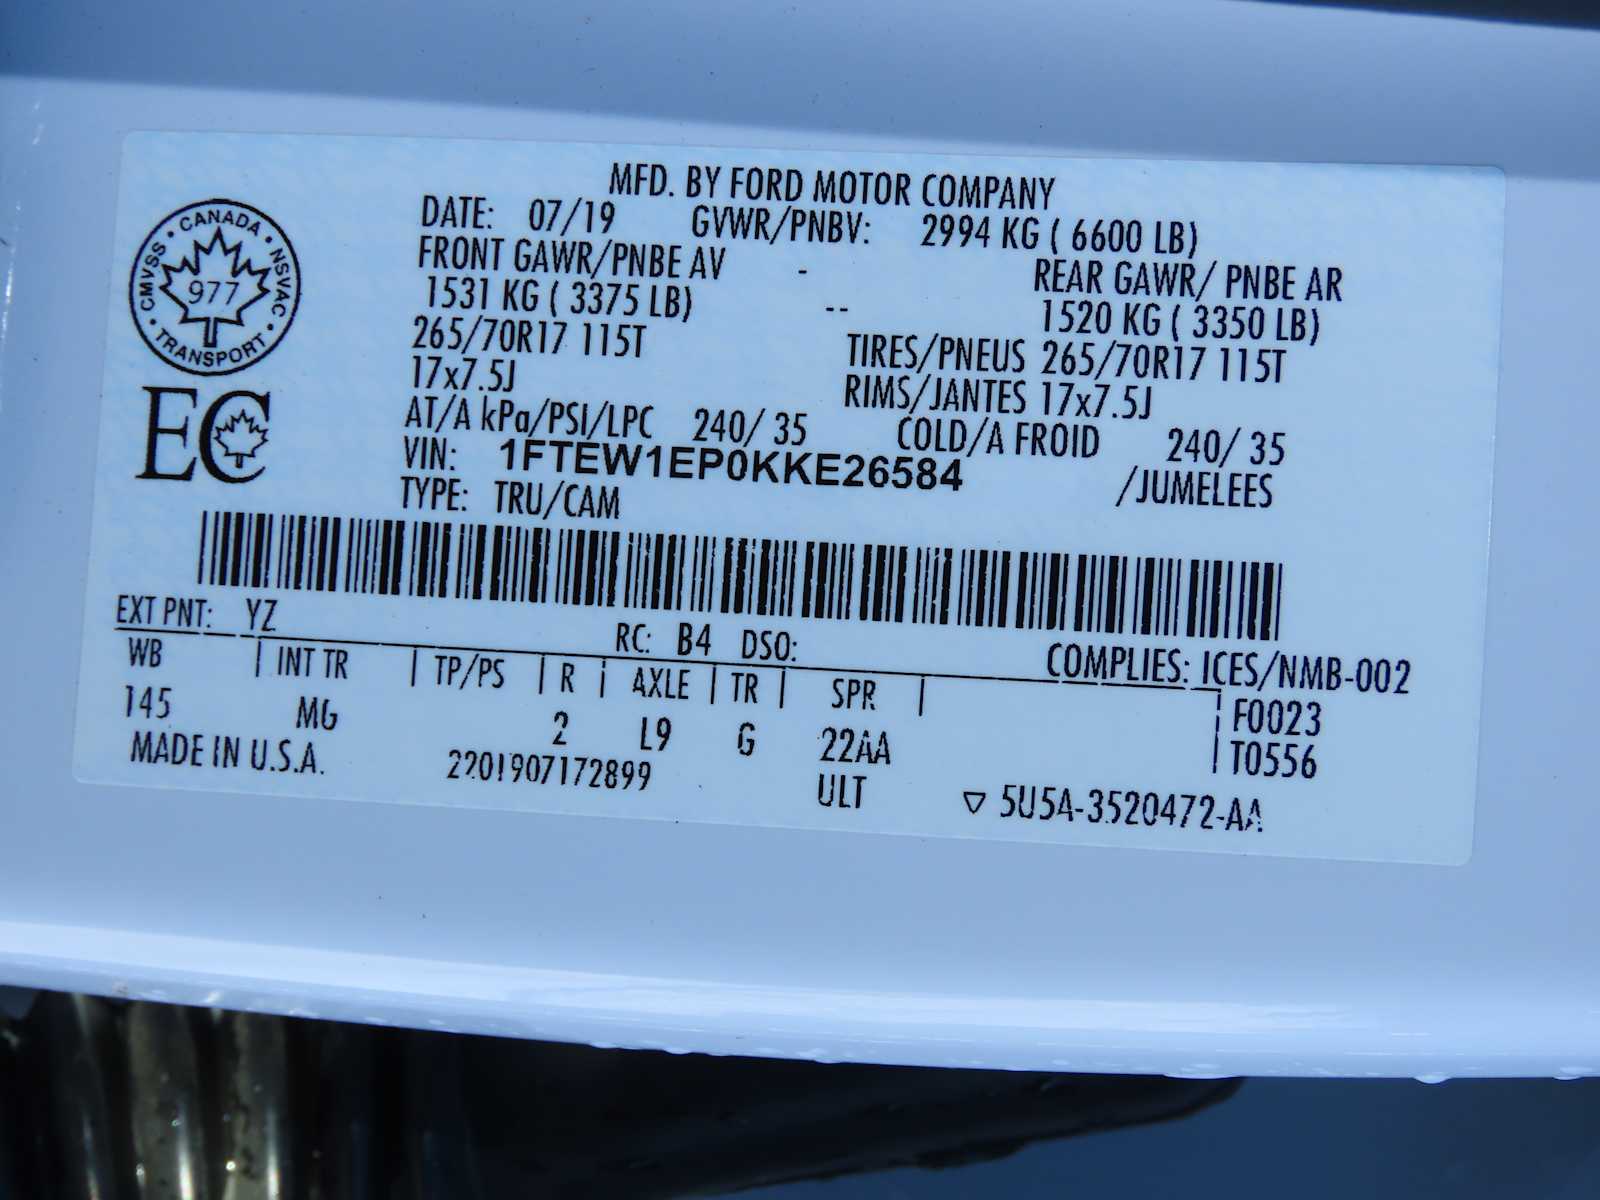 MFD. BY FORD MOTOR COMPANY
DATE: 07/19 GVWR/PNBV: 2994 KG ( 6600 LB)
FRONT GAWR/PNBE AV - REAR GAWR/ PNBE AR
1531 KG ( 3375 LB) -- 1520 KG ( 3350 LB)
265/70R17 115T TIRES/PNEUS 265/70R17 115T
17x7.5J RIMS/JANTES 17x7.5J
AT/A kPa/PSI/LPC 240/ 35 COLD/A FROID 240/ 35
VIN: 1FTEW1EP0KKE26584 /JUMELEES
TYPE: TRU/CAM
CMVSS • CANADA • NSVAC • TRANSPORT •
977
EC
EXT PNT: YZ RC: B4 DSO: COMPLIES: ICES/NMB-002
WB | INT TR | TP/PS | R | AXLE | TR | SPR | F0023
145 MG 2 L9 G 22AA T0556
MADE IN U.S.A. 2201907172899 ULT ▽ 5U5A-3520472-AA